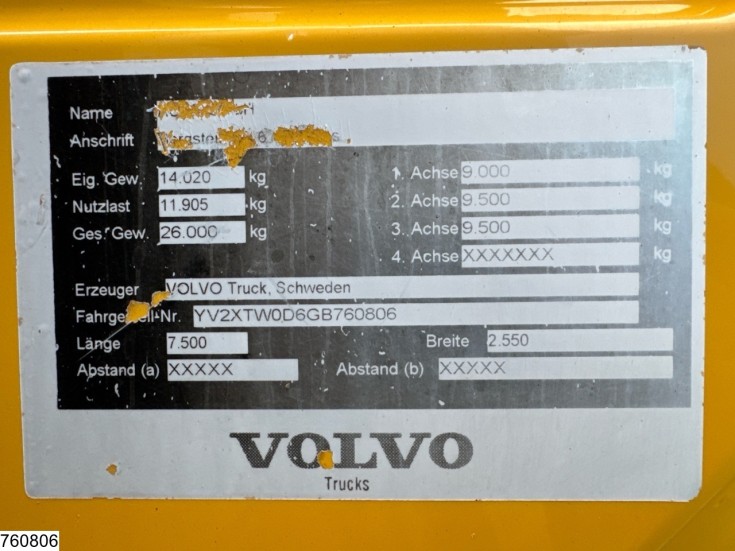 Name
Anschrift
Eig. Gew. 14.020 kg 1. Achse 9.000 kg
Nutzlast 11.905 kg 2. Achse 9.500 kg
Ges. Gew. 26.000 kg 3. Achse 9.500 kg
4. Achse XXXXXXX
Erzeuger VOLVO Truck, Schweden
YV2XTW0D6GB760806
Länge 7.500 Breite 2.550
Abstand (a) XXXXX Abstand (b) XXXXX
VOLVO
Trucks
760806